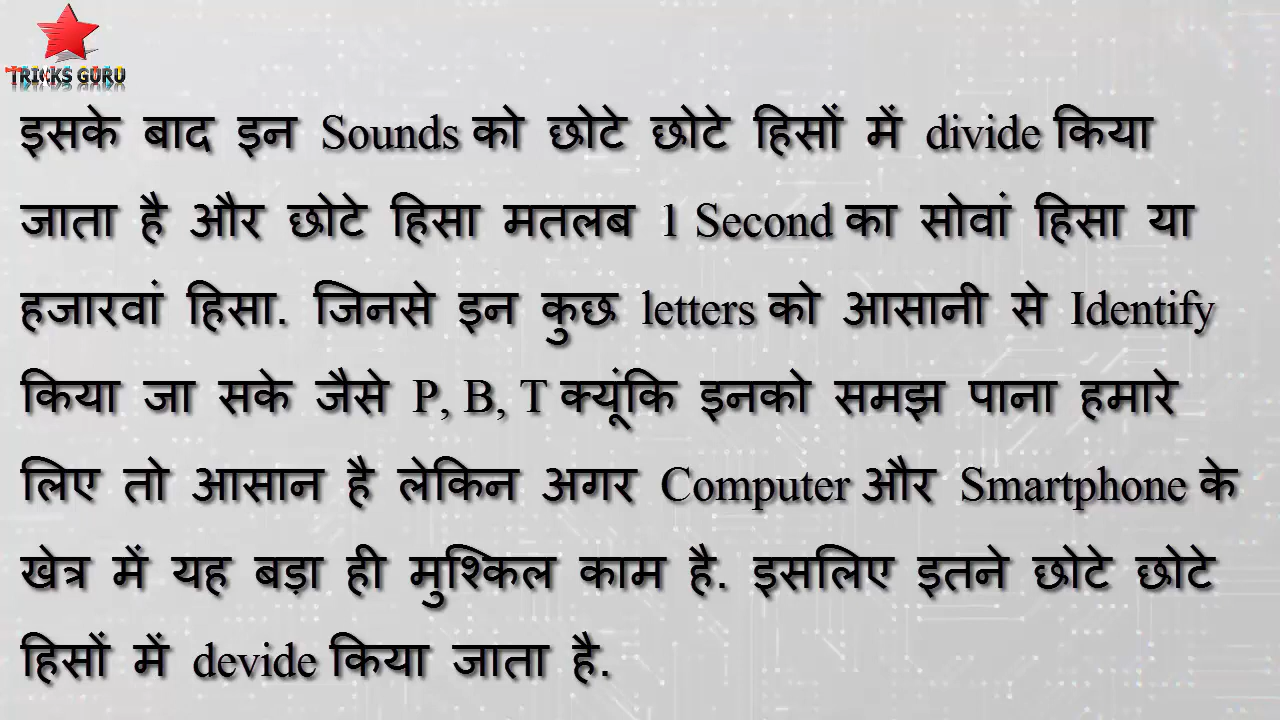 TRICKS GURU
इसके बाद इन Sounds को छोटे छोटे हिसों में divide किया
जाता है और छोटे हिसा मतलब 1 Second का सोवां हिसा या
हजारवां हिसा. जिनसे इन कुछ letters को आसानी से Identify
किया जा सके जैसे P, B, T क्यूंकि इनको समझ पाना हमारे
लिए तो आसान है लेकिन अगर Computer और Smartphone के
खेत्र में यह बड़ा ही मुश्किल काम है. इसलिए इतने छोटे छोटे
हिसों में devide किया जाता है.